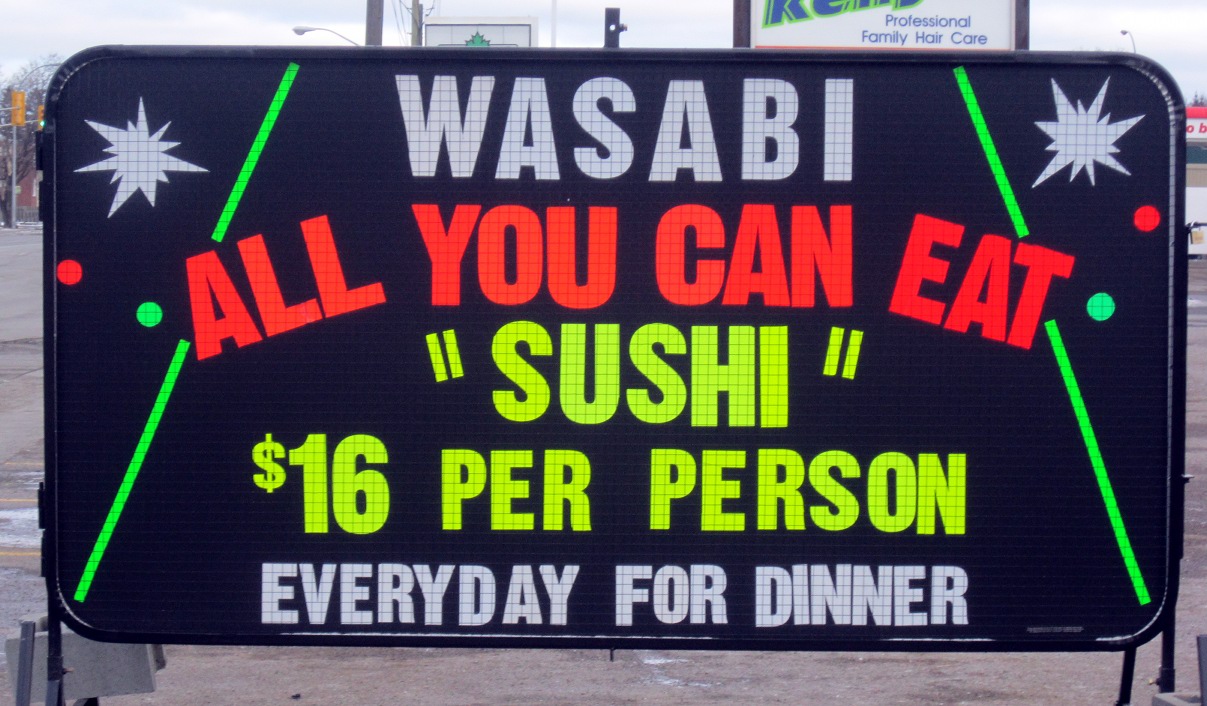 Professional
Family Hair Care
WASABI
ALL YOU CAN EAT
"SUSHI"
$16 PER PERSON
EVERYDAY FOR DINNER